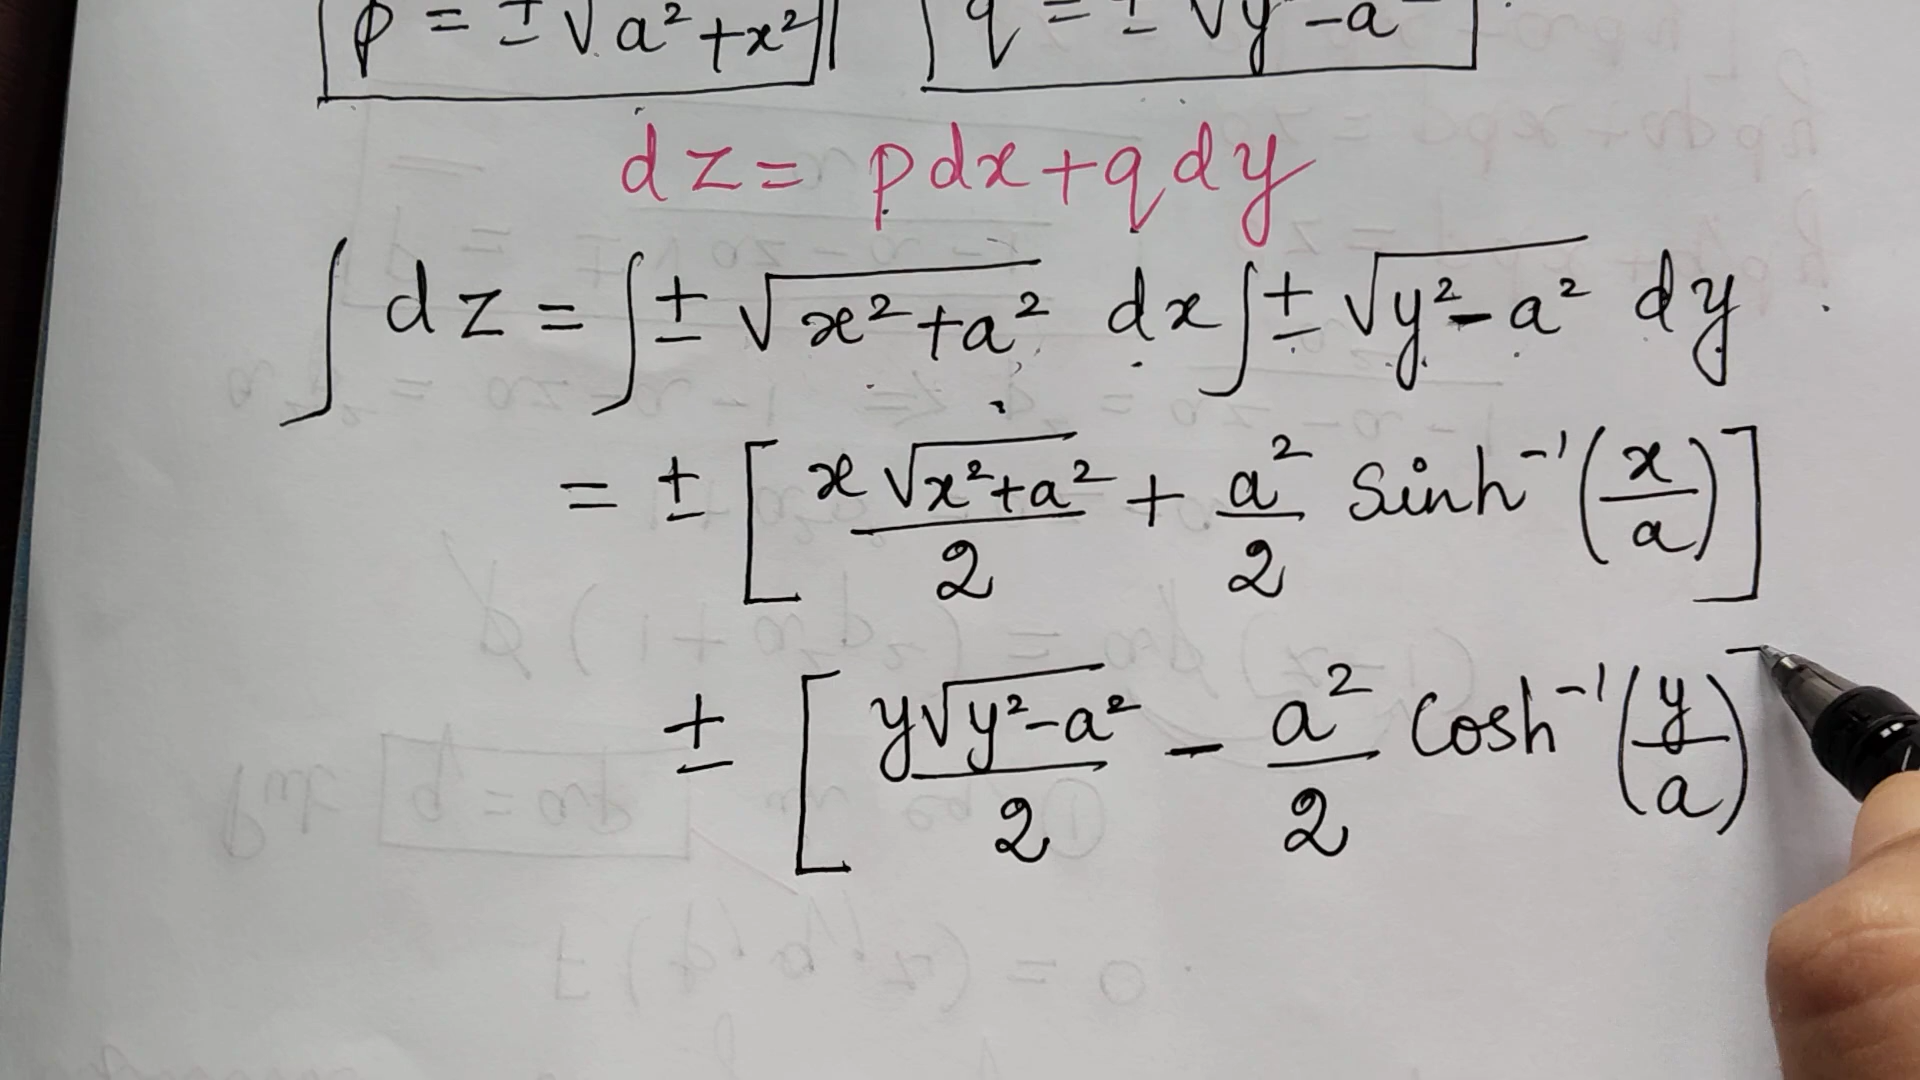 p = ± √a²+x² q = ± √y²-a²
dz = pdx+qdy
∫ dz = ∫ ± √x²+a² dx ∫ ± √y²-a² dy
= ± [ x√x²+a² / 2 + a²/2 Sinh⁻¹(x/a) ]
± [ y√y²-a² / 2 - a²/2 Cosh⁻¹(y/a)